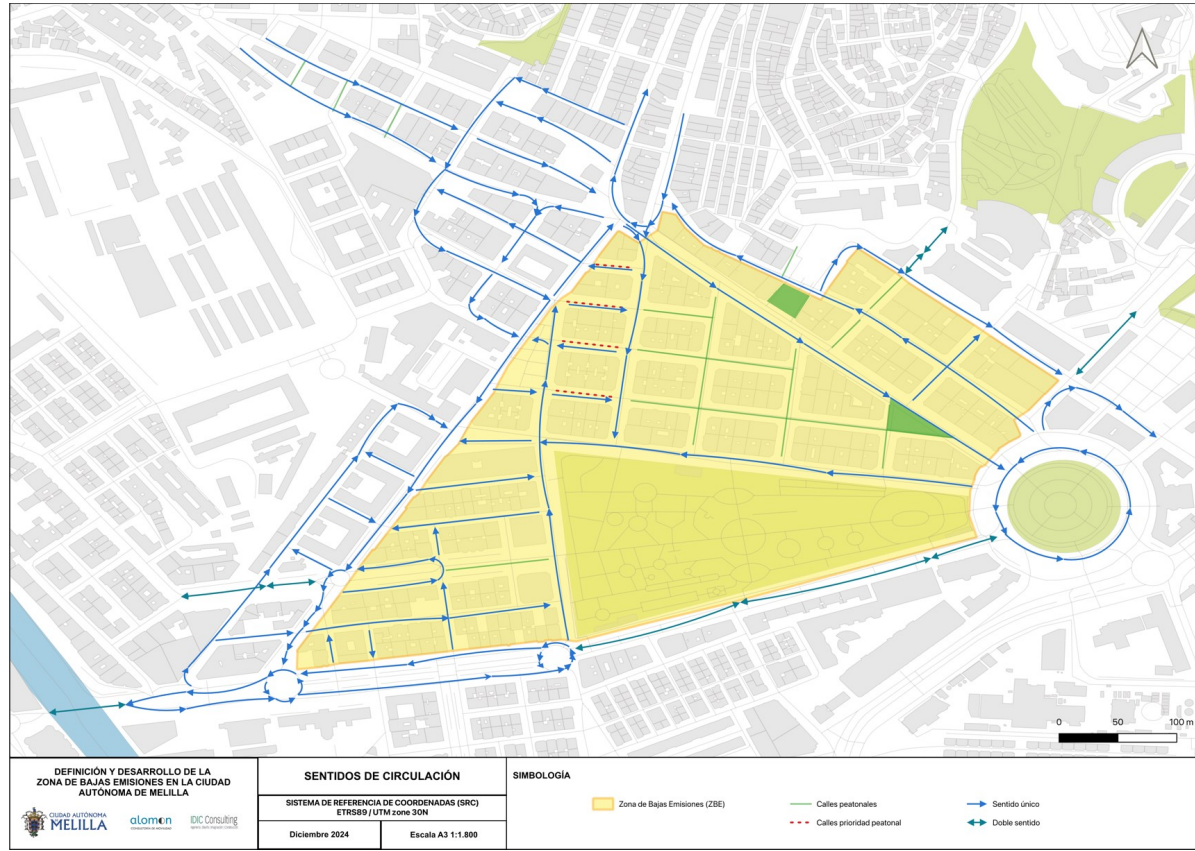 0 50 100 m
DEFINICIÓN Y DESARROLLO DE LA
ZONA DE BAJAS EMISIONES EN LA CIUDAD
AUTÓNOMA DE MELILLA
CIUDAD AUTÓNOMA
MELILLA
alomon
IDIC Consulting
SENTIDOS DE CIRCULACIÓN
SISTEMA DE REFERENCIA DE COORDENADAS (SRC)
ETRS89 / UTM zone 30N
Diciembre 2024
Escala A3 1:1.800
SIMBOLOGÍA
Zona de Bajas Emisiones (ZBE)
Calles peatonales
Calles prioridad peatonal
Sentido único
Doble sentido